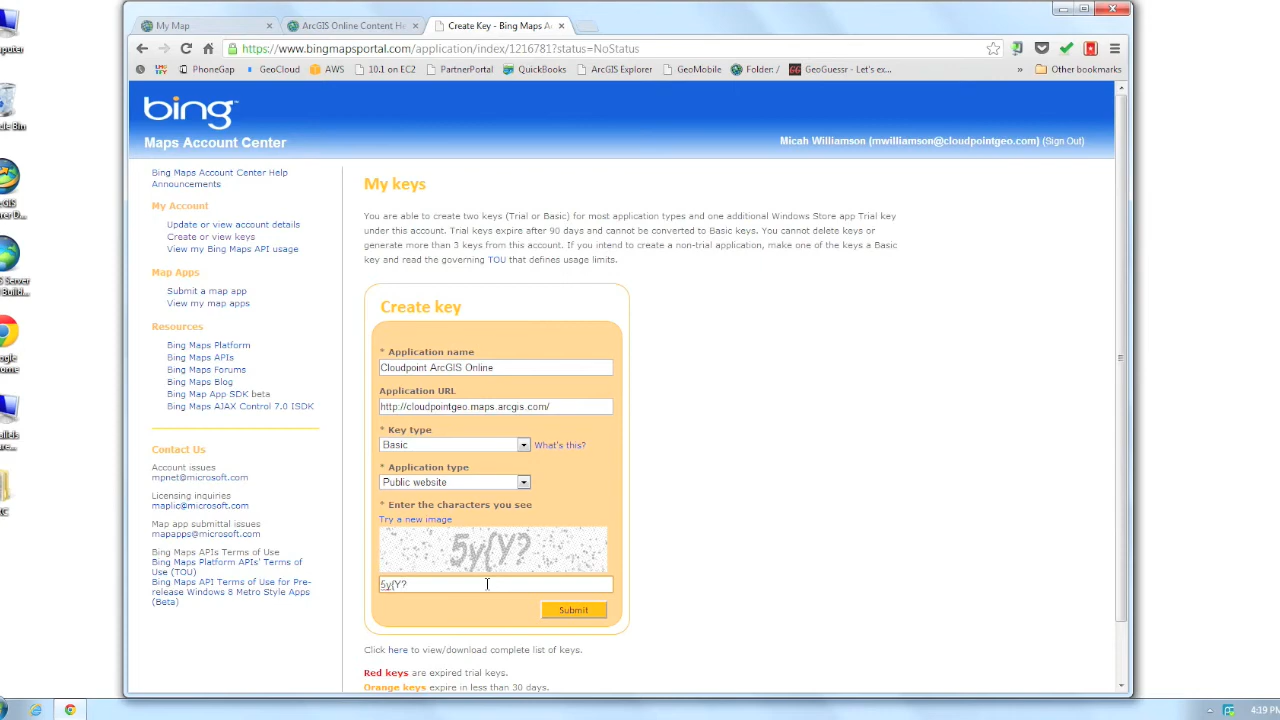 My Map
ArcGIS Online Content He
Create Key - Bing Maps A
https://www.bingmapsportal.com/application/index/1216781?status=NoStatus
PhoneGap
GeoCloud
AWS
10.1 on EC2
PartnerPortal
QuickBooks
ArcGIS Explorer
GeoMobile
Folder: /
GeoGuessr - Let's ex...
»
Other bookmarks
bing™
Maps Account Center
Micah Williamson (mwilliamson@cloudpointgeo.com) (Sign Out)
Bing Maps Account Center Help
Announcements
My Account
Update or view account details
Create or view keys
View my Bing Maps API usage
Map Apps
Submit a map app
View my map apps
Resources
Bing Maps Platform
Bing Maps APIs
Bing Maps Forums
Bing Maps Blog
Bing Map App SDK beta
Bing Maps AJAX Control 7.0 ISDK
Contact Us
Account issues
mpnet@microsoft.com
Licensing inquiries
maplic@microsoft.com
Map app submittal issues
mapapps@microsoft.com
Bing Maps APIs Terms of Use
Bing Maps Platform APIs' Terms of
Use (TOU)
Bing Maps API Terms of Use for Pre-
release Windows 8 Metro Style Apps
(Beta)
My keys
You are able to create two keys (Trial or Basic) for most application types and one additional Windows Store app Trial key
under this account. Trial keys expire after 90 days and cannot be converted to Basic keys. You cannot delete keys or
generate more than 3 keys from this account. If you intend to create a non-trial application, make one of the keys a Basic
key and read the governing TOU that defines usage limits.
Create key
* Application name
Cloudpoint ArcGIS Online
Application URL
http://cloudpointgeo.maps.arcgis.com/
* Key type
Basic
What's this?
* Application type
Public website
* Enter the characters you see
Try a new image
5y(Y?
5y(Y?
Submit
Click here to view/download complete list of keys.
Red keys are expired trial keys.
Orange keys expire in less than 30 days.
4:19 PM